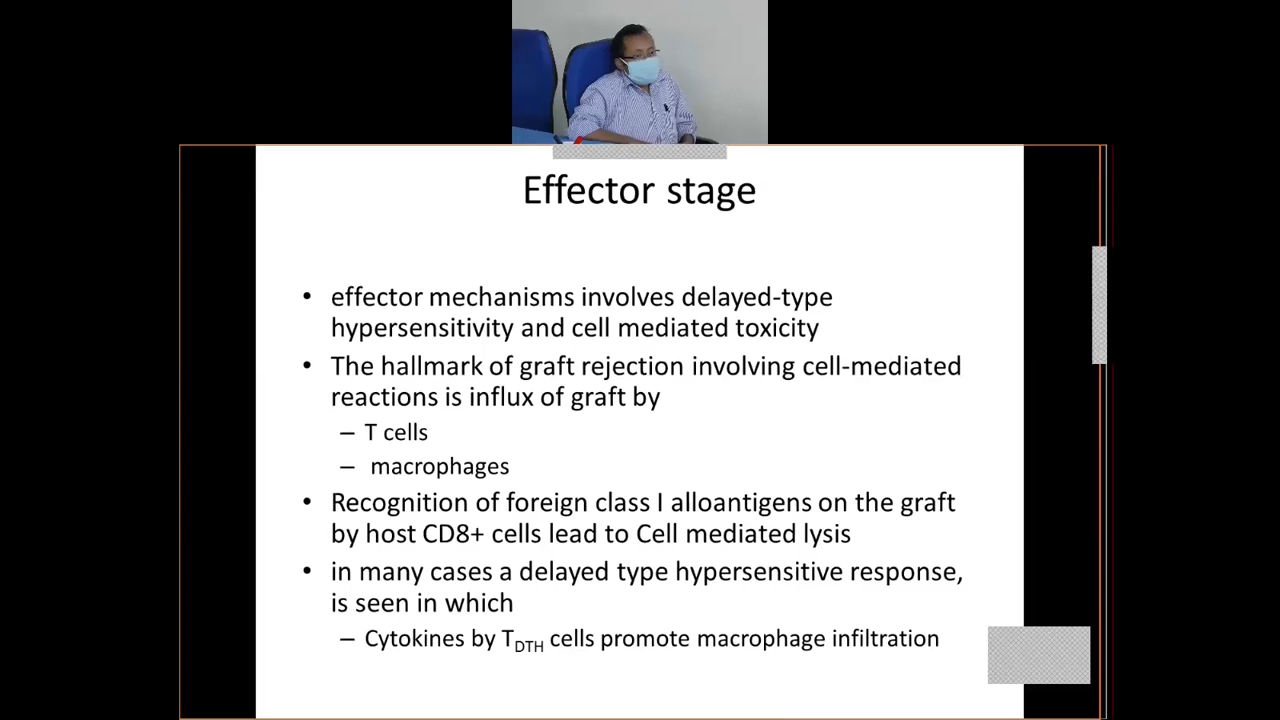 Effector stage
• effector mechanisms involves delayed-type
hypersensitivity and cell mediated toxicity
• The hallmark of graft rejection involving cell-mediated
reactions is influx of graft by
– T cells
– macrophages
• Recognition of foreign class I alloantigens on the graft
by host CD8+ cells lead to Cell mediated lysis
• in many cases a delayed type hypersensitive response,
is seen in which
– Cytokines by TDTH cells promote macrophage infiltration